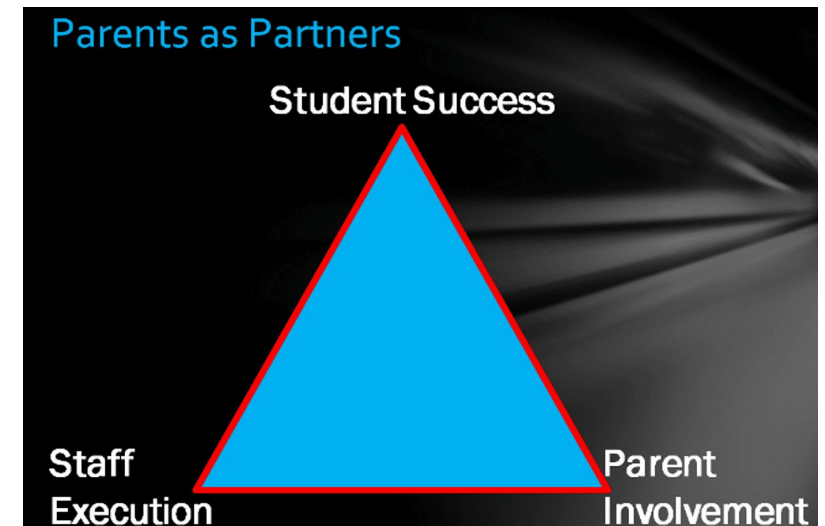 Parents as Partners
Student Success
Staff
Execution
Parent
Involvement